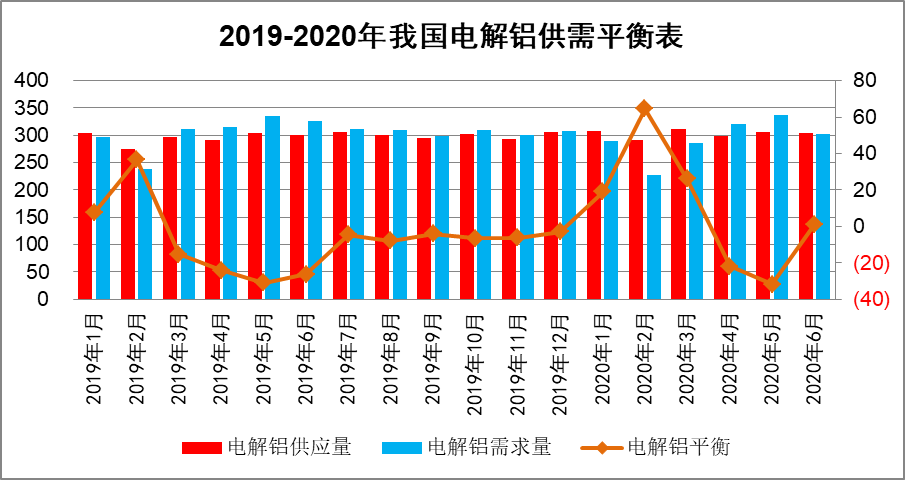 2019-2020年我国电解铝供需平衡表
400
350
300
250
200
150
100
50
0
80
60
40
20
0
(20)
(40)
2019年1月
2019年2月
2019年3月
2019年4月
2019年5月
2019年6月
2019年7月
2019年8月
2019年9月
2019年10月
2019年11月
2019年12月
2020年1月
2020年2月
2020年3月
2020年4月
2020年5月
2020年6月
电解铝供应量
电解铝需求量
电解铝平衡